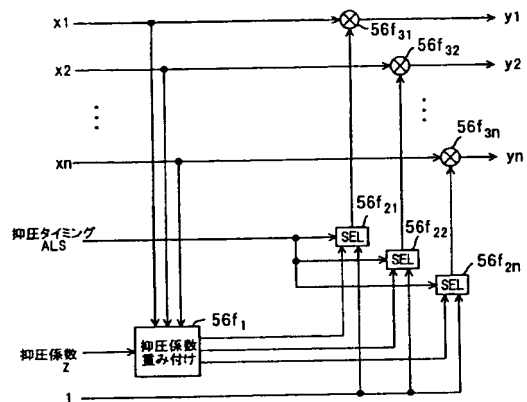 x1
y1
56f31
x2
y2
56f32
xn
yn
56f3n
抑圧タイミング
ALS
SEL
56f21
SEL
56f22
SEL
56f2n
56f1
抑圧係数
Z
抑圧係数
重み付け
1